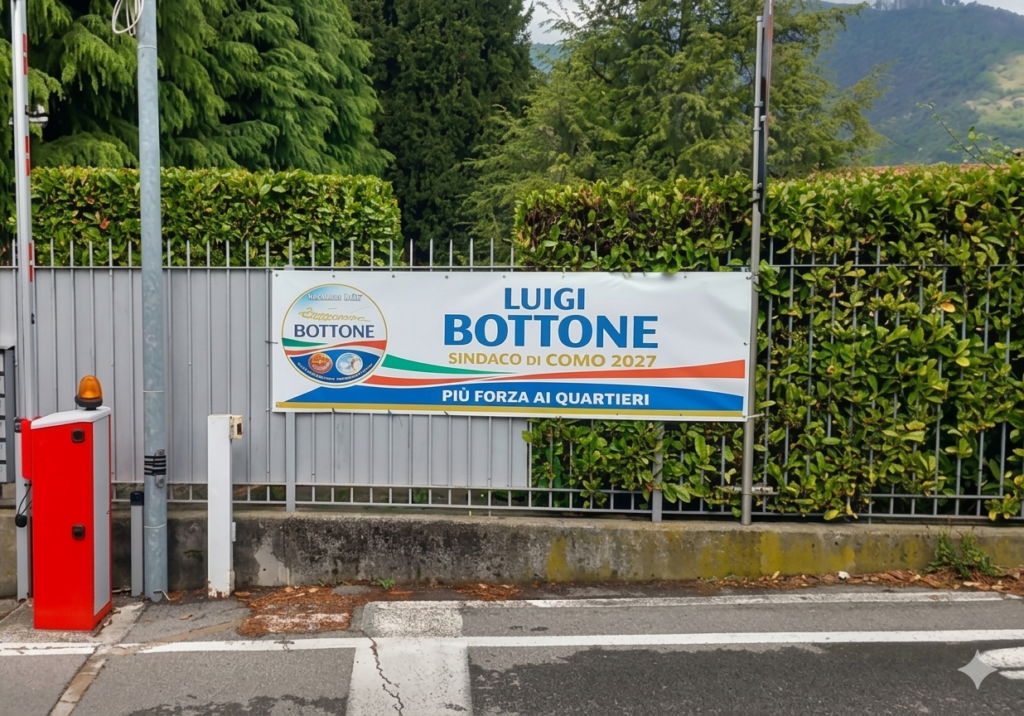 BOTTONE
LUIGI
BOTTONE
SINDACO DI COMO 2027
PIÙ FORZA AI QUARTIERI